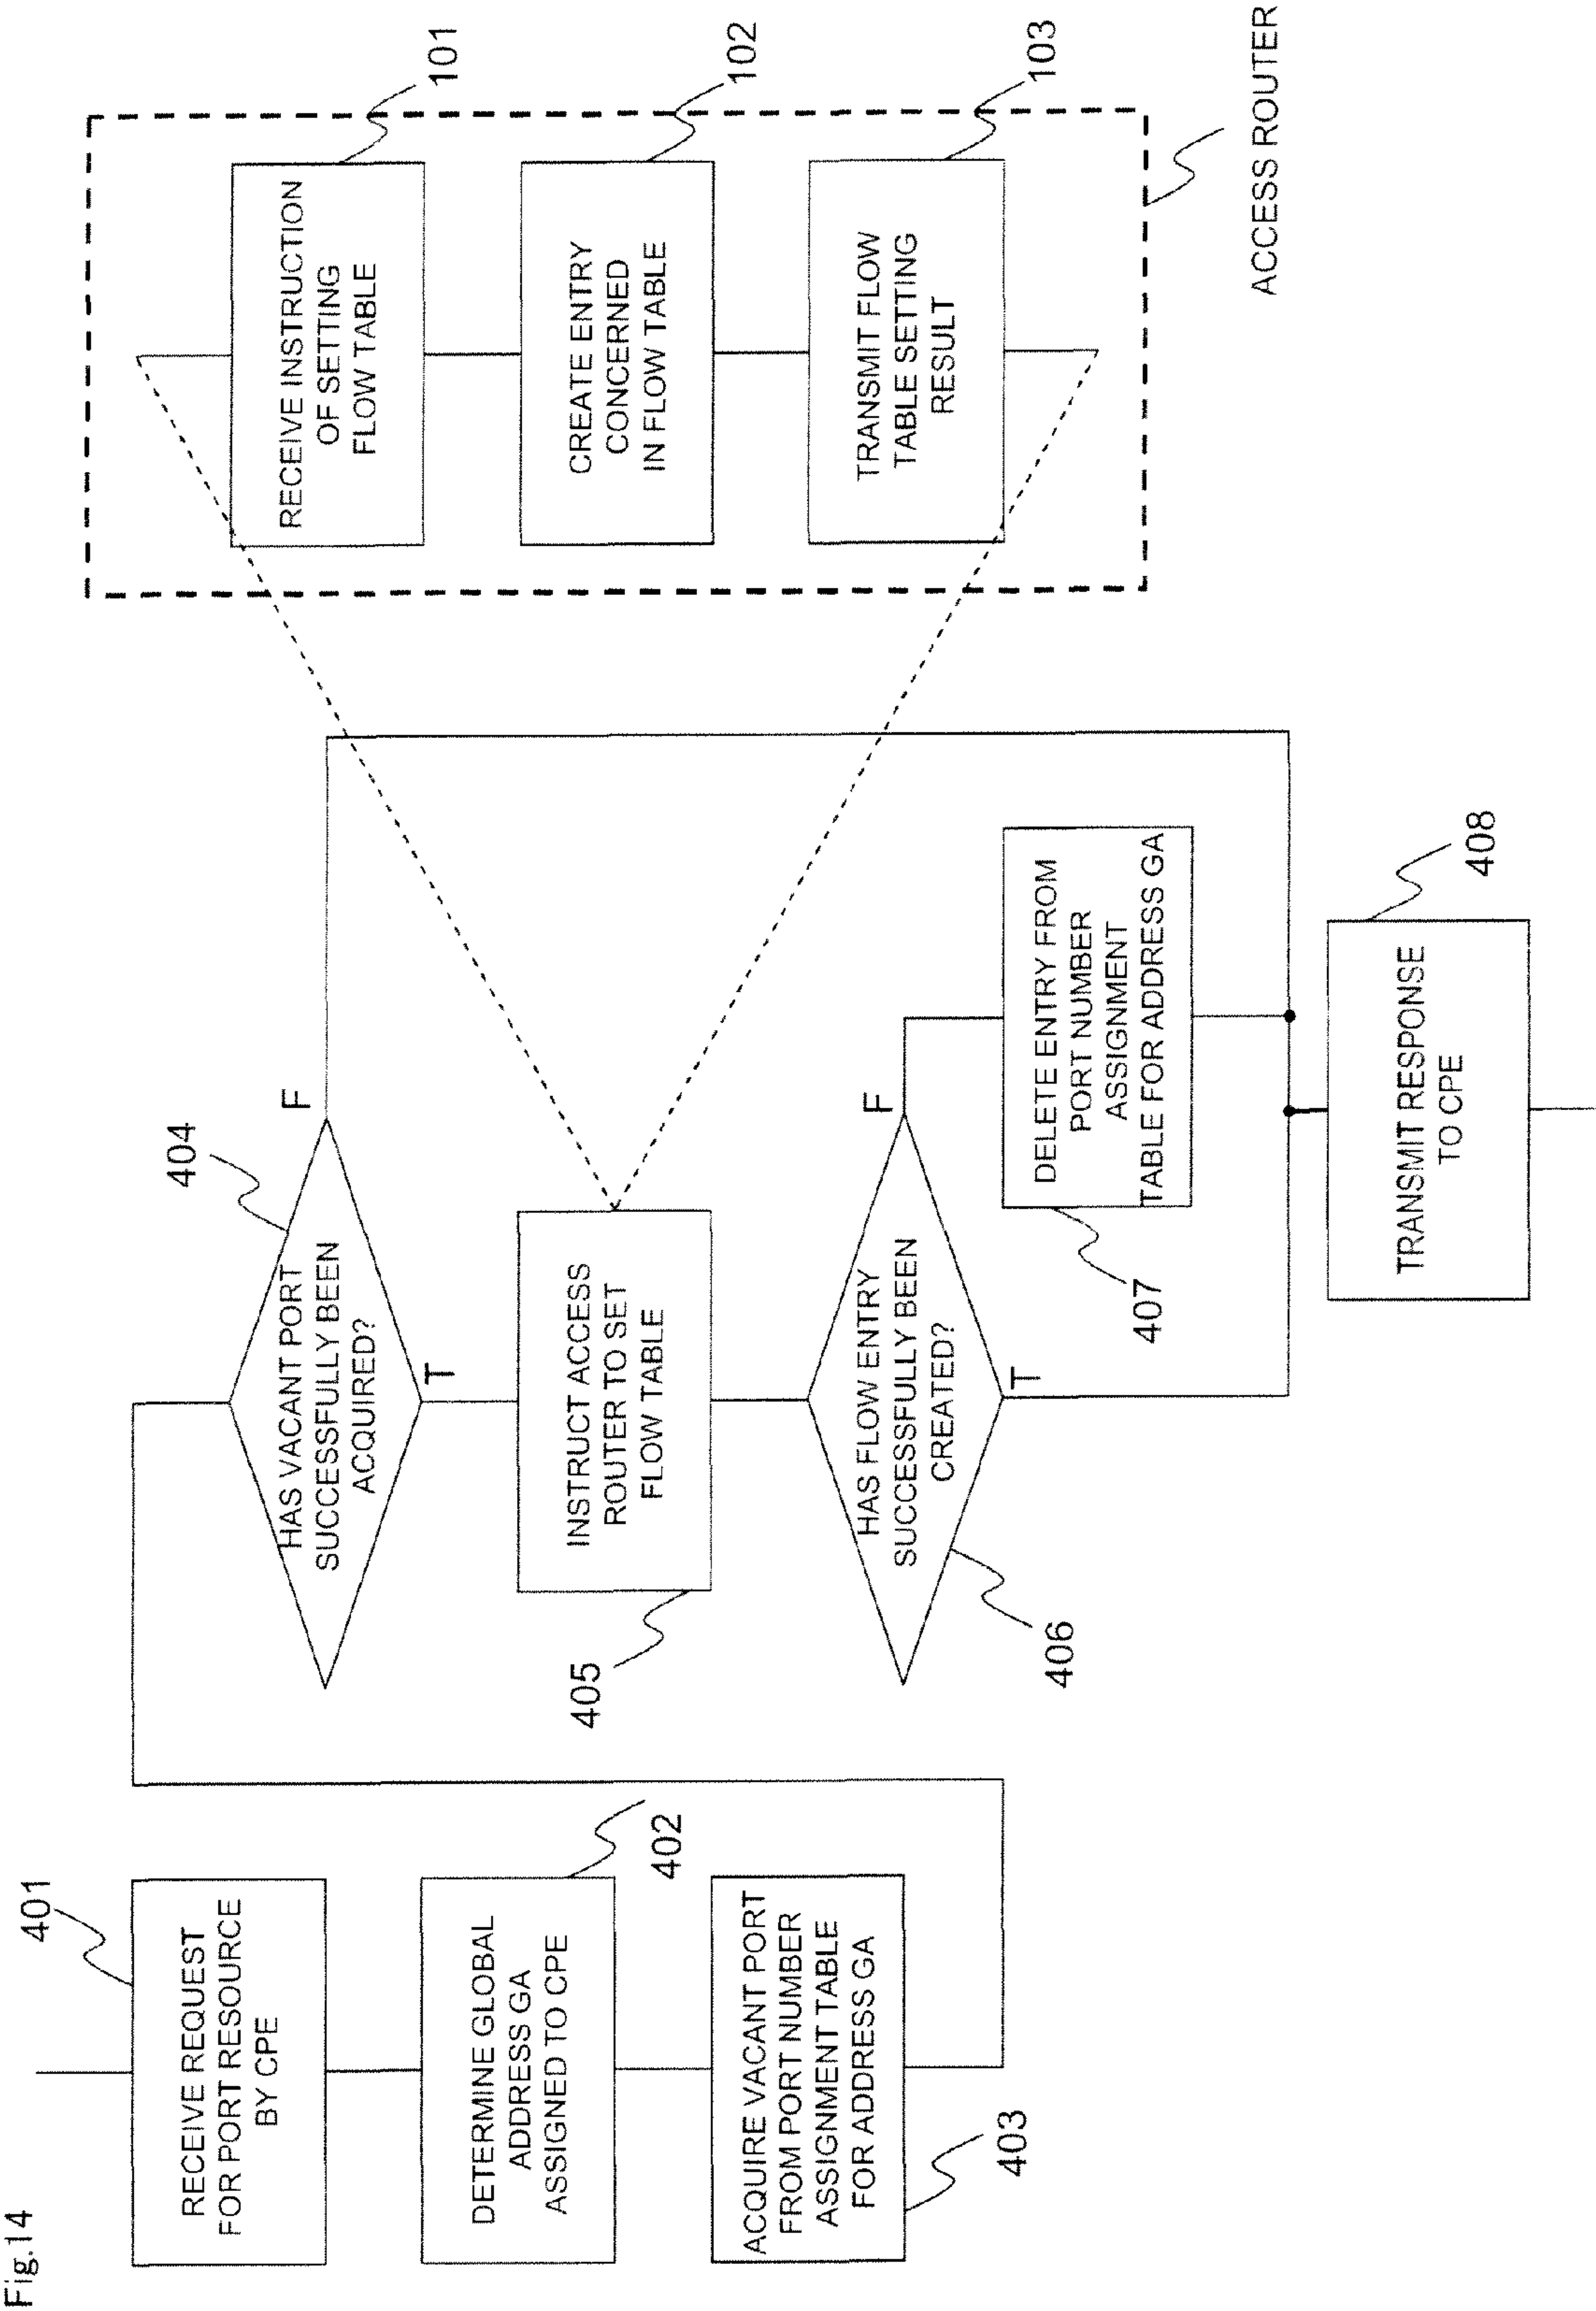 Fig.14
401
RECEIVE REQUEST
FOR PORT RESOURCE
BY CPE
402
DETERMINE GLOBAL
ADDRESS GA
ASSIGNED TO CPE
403
ACQUIRE VACANT PORT
FROM PORT NUMBER
ASSIGNMENT TABLE
FOR ADDRESS GA
404
HAS VACANT PORT
SUCCESSFULLY BEEN
ACQUIRED?
F
T
405
INSTRUCT ACCESS
ROUTER TO SET
FLOW TABLE
406
HAS FLOW ENTRY
SUCCESSFULLY BEEN
CREATED?
F
T
407
DELETE ENTRY FROM
PORT NUMBER
ASSIGNMENT
TABLE FOR ADDRESS GA
408
TRANSMIT RESPONSE
TO CPE
101
RECEIVE INSTRUCTION
OF SETTING
FLOW TABLE
102
CREATE ENTRY
CONCERNED
IN FLOW TABLE
103
TRANSMIT FLOW
TABLE SETTING
RESULT
ACCESS ROUTER